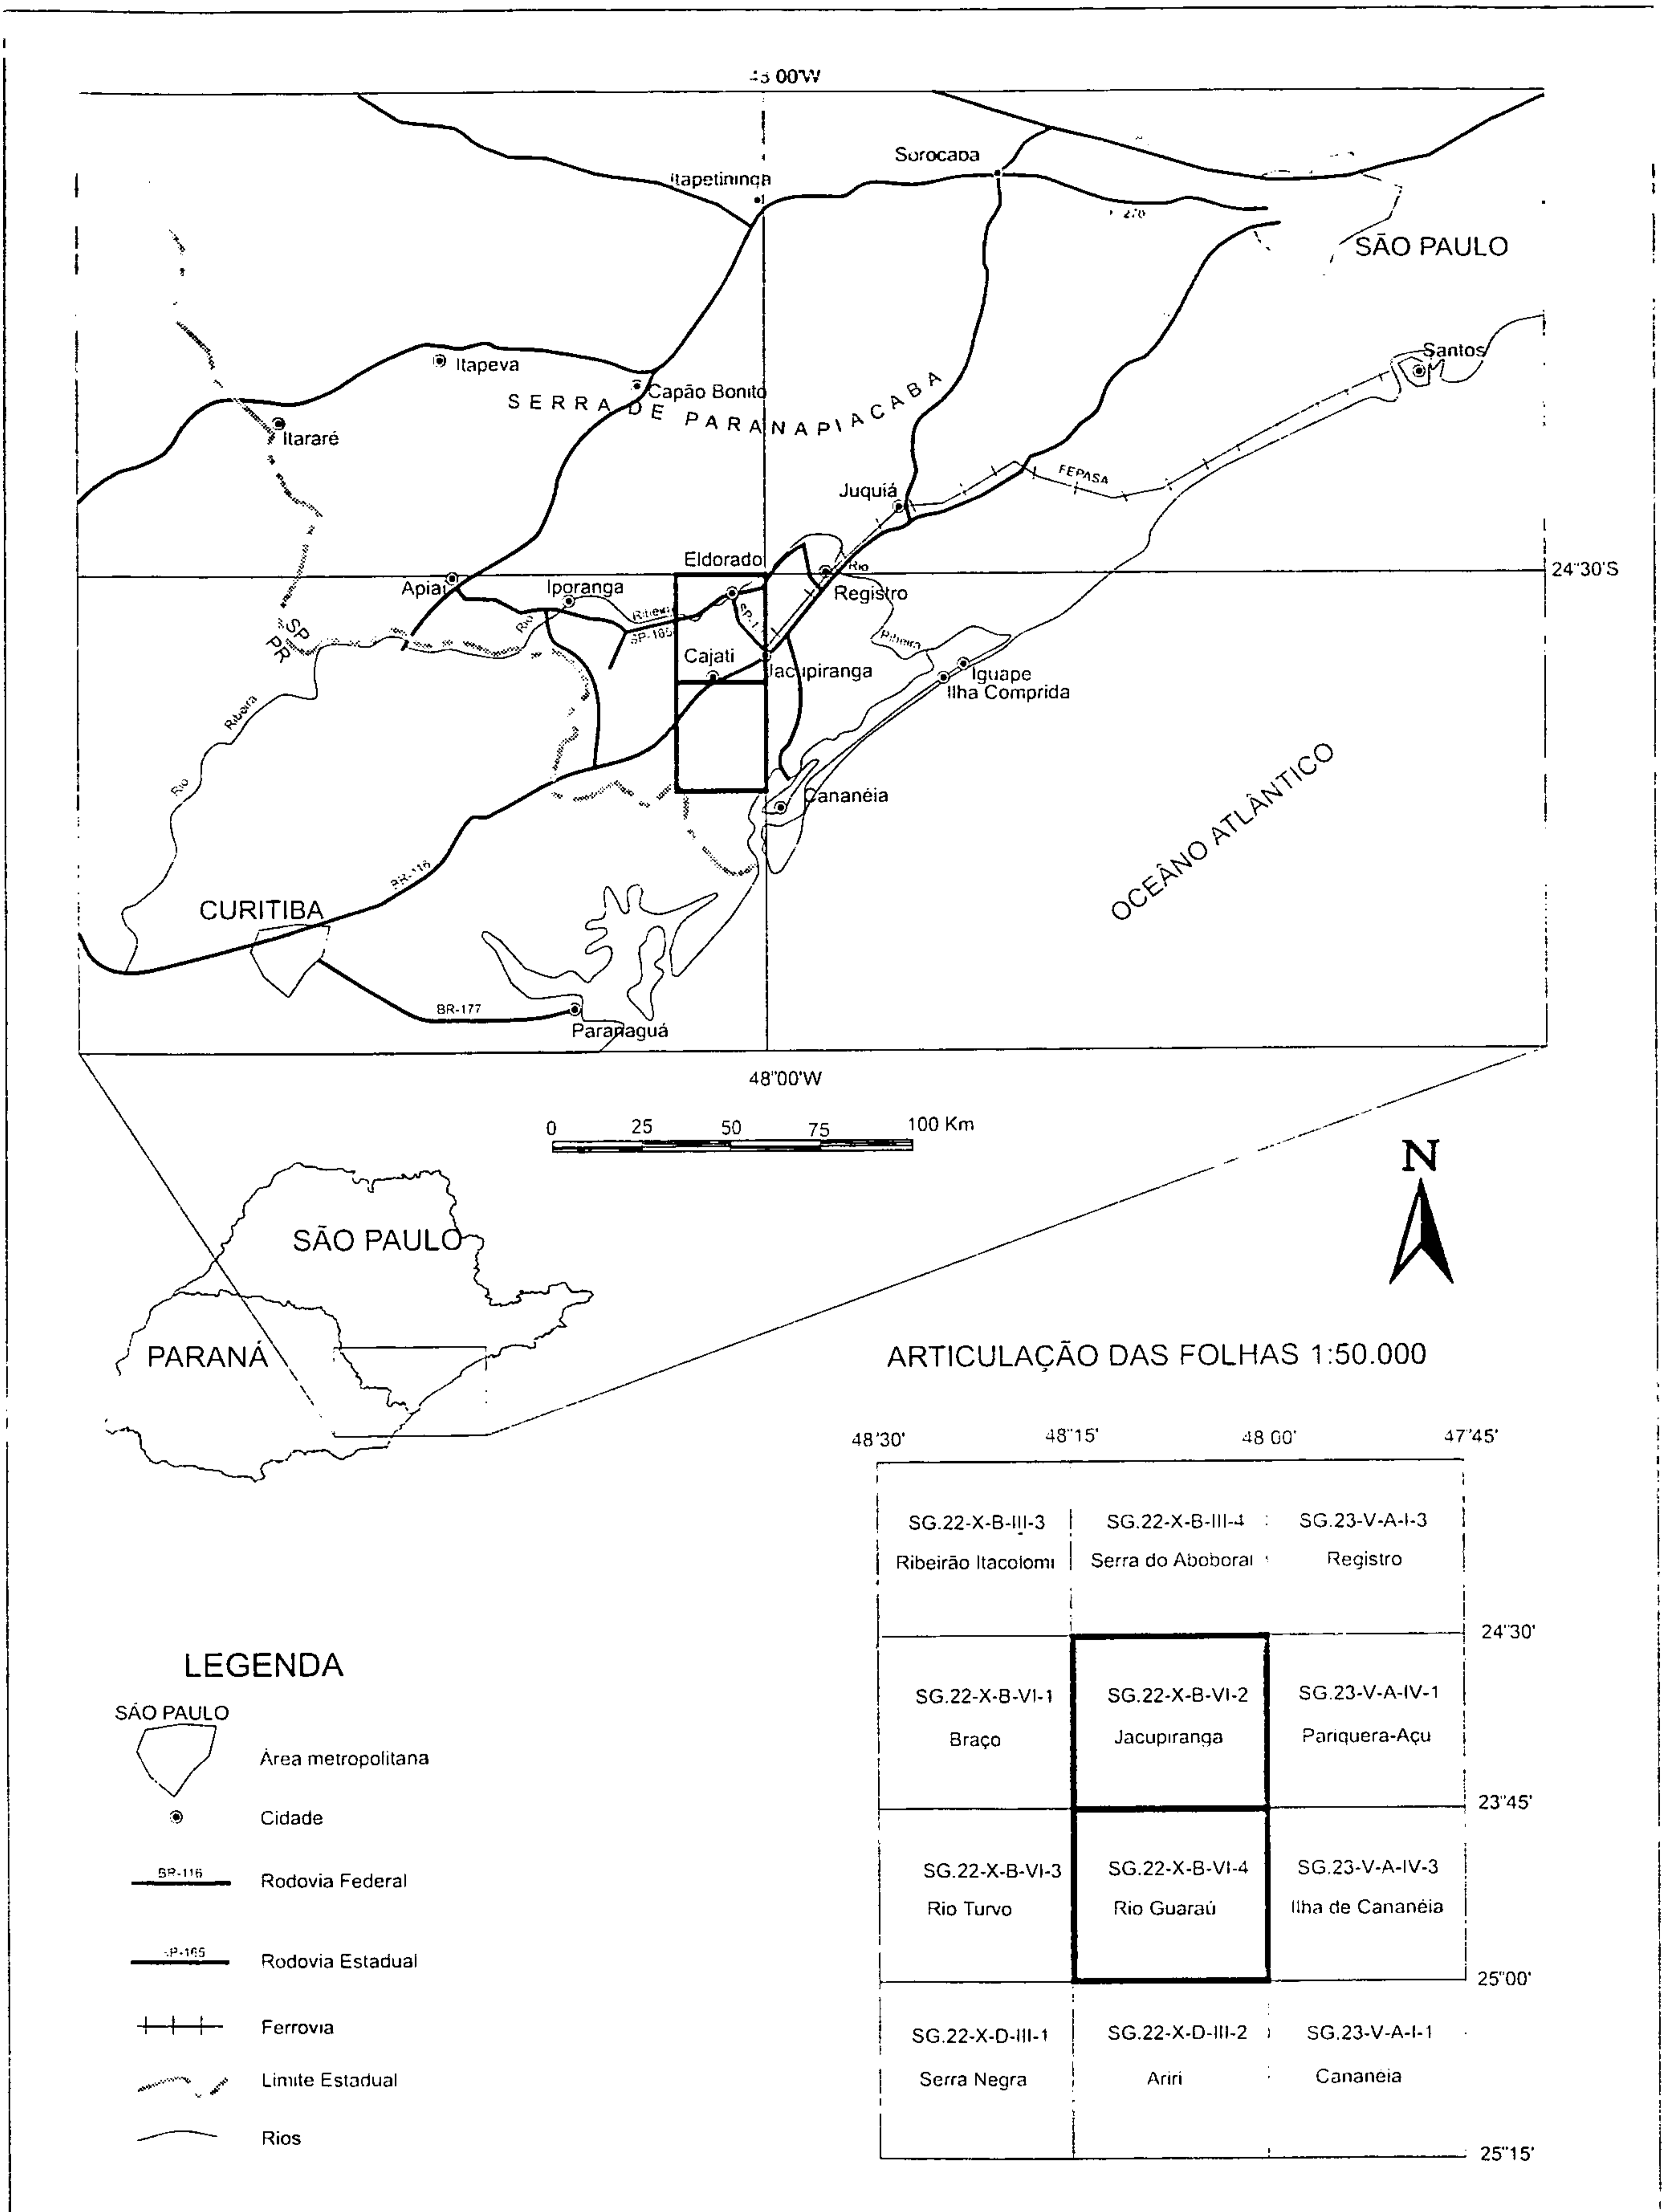 48 00'W
Itapetininga
Sorocaba
270
SÃO PAULO
Santos
Itapeva
Capão Bonito
SERRA DE PARANAPIACABA
Itararé
FEPASA
Juquiá
Eldorado
24°30'S
Apiaí
Iporanga
Rio
Registro
Ribeira
Rio
SP-165
SP
PR
Ribeira
Cajati
Jacupiranga
Iguape
Ilha Comprida
Ribeira
Rio
Cananéia
OCEÂNO ATLÂNTICO
BR-116
CURITIBA
BR-177
Paranaguá
48°00'W
0 25 50 75 100 Km
N
SÃO PAULO
PARANÁ
ARTICULAÇÃO DAS FOLHAS 1:50.000
48°30' 48°15' 48 00' 47°45'
SG.22-X-B-III-3 SG.22-X-B-III-4 SG.23-V-A-I-3
Ribeirão Itacolomi Serra do Aboboral Registro
24°30'
SG.22-X-B-VI-1 SG.22-X-B-VI-2 SG.23-V-A-IV-1
Braço Jacupiranga Pariquera-Açu
23°45'
SG.22-X-B-VI-3 SG.22-X-B-VI-4 SG.23-V-A-IV-3
Rio Turvo Rio Guaraú Ilha de Cananéia
25°00'
SG.22-X-D-III-1 SG.22-X-D-III-2 SG.23-V-A-I-1
Serra Negra Ariri Cananéia
25°15'
LEGENDA
SÃO PAULO
Área metropolitana
Cidade
BR-116
Rodovia Federal
SP-165
Rodovia Estadual
Ferrovia
Limite Estadual
Rios